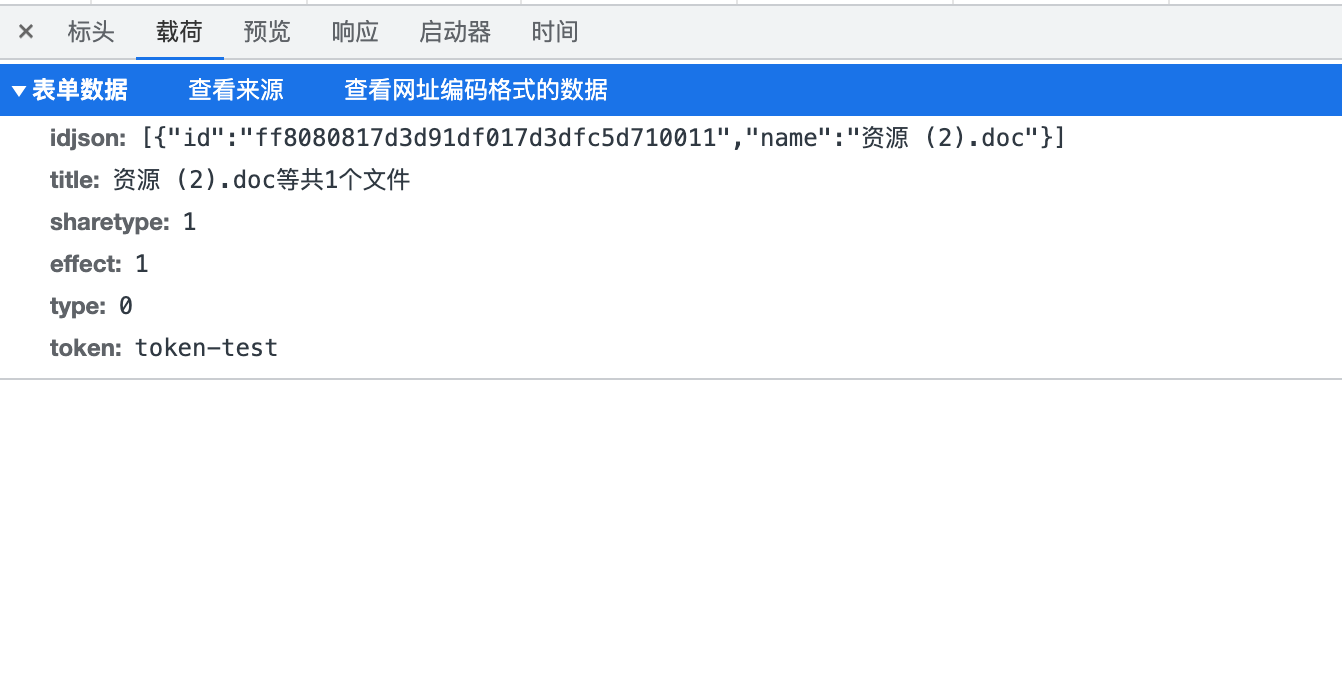 × 标头 载荷 预览 响应 启动器 时间
▼表单数据 查看来源 查看网址编码格式的数据
idjson: [{"id":"ff8080817d3d91df017d3dfc5d710011","name":"资源 (2).doc"}]
title: 资源 (2).doc等共1个文件
sharetype: 1
effect: 1
type: 0
token: token-test